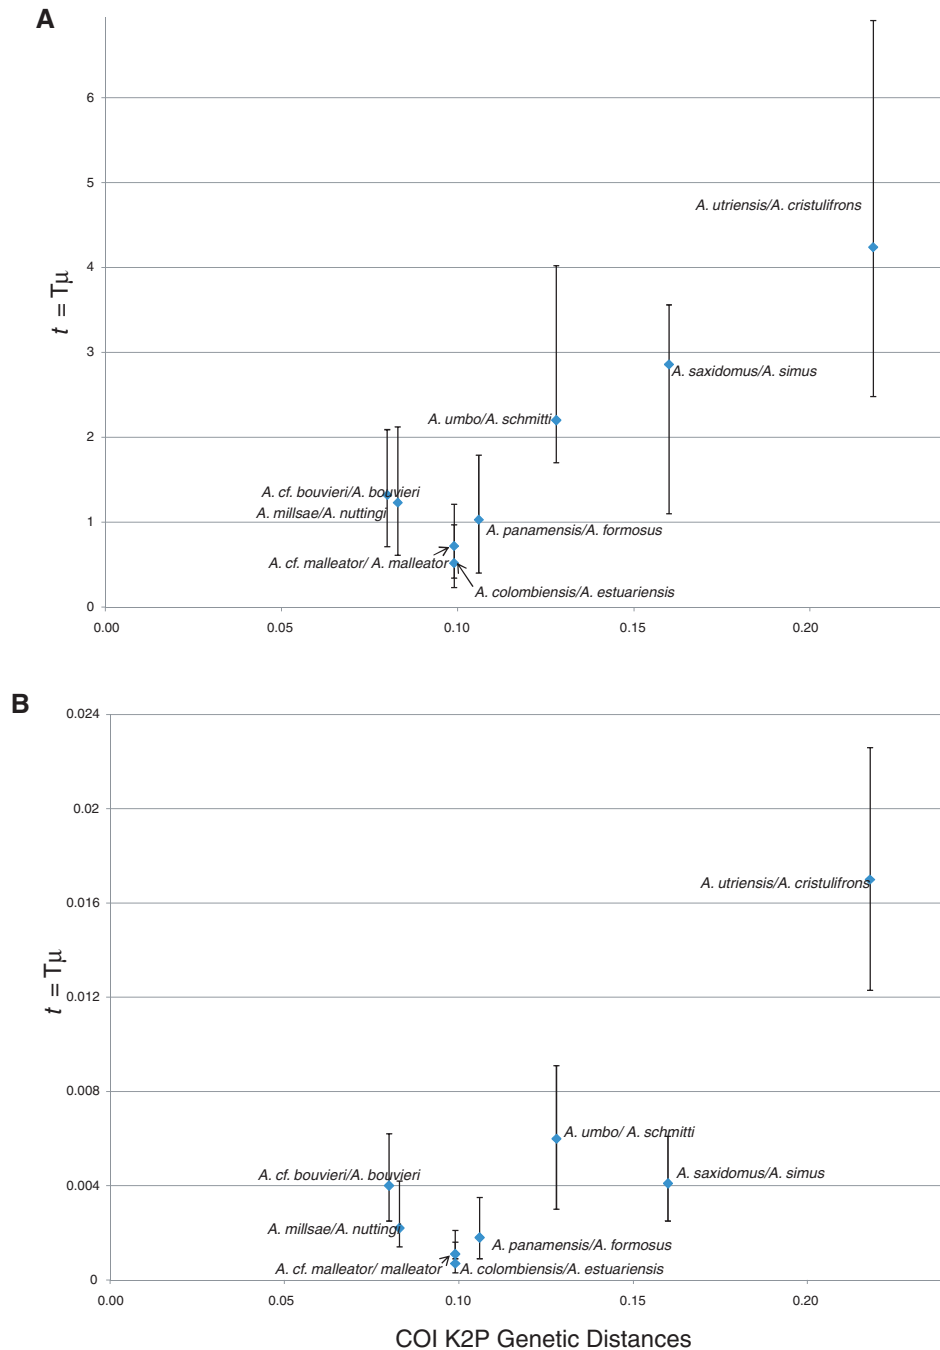 A
6
5
A. utriensis/A. cristulifrons
4
t = Tµ
3
A. saxidomus/A. simus
A. umbo/A. schmitti
2
A. cf. bouvieri/A. bouvieri
A. millsae/A. nuttingi
A. panamensis/A. formosus
1
A. cf. malleator/ A. malleator
A. colombiensis/A. estuariensis
0
0.00 0.05 0.10 0.15 0.20
B
0.024
0.02
A. utriensis/A. cristulifrons
0.016
t = Tµ
0.012
0.008
A. umbo/ A. schmitti
A. saxidomus/A. simus
A. cf. bouvieri/A. bouvieri
0.004
A. millsae/A. nuttingi
A. panamensis/A. formosus
A. cf. malleator/ malleator A. colombiensis/A. estuariensis
0
0.00 0.05 0.10 0.15 0.20
COI K2P Genetic Distances